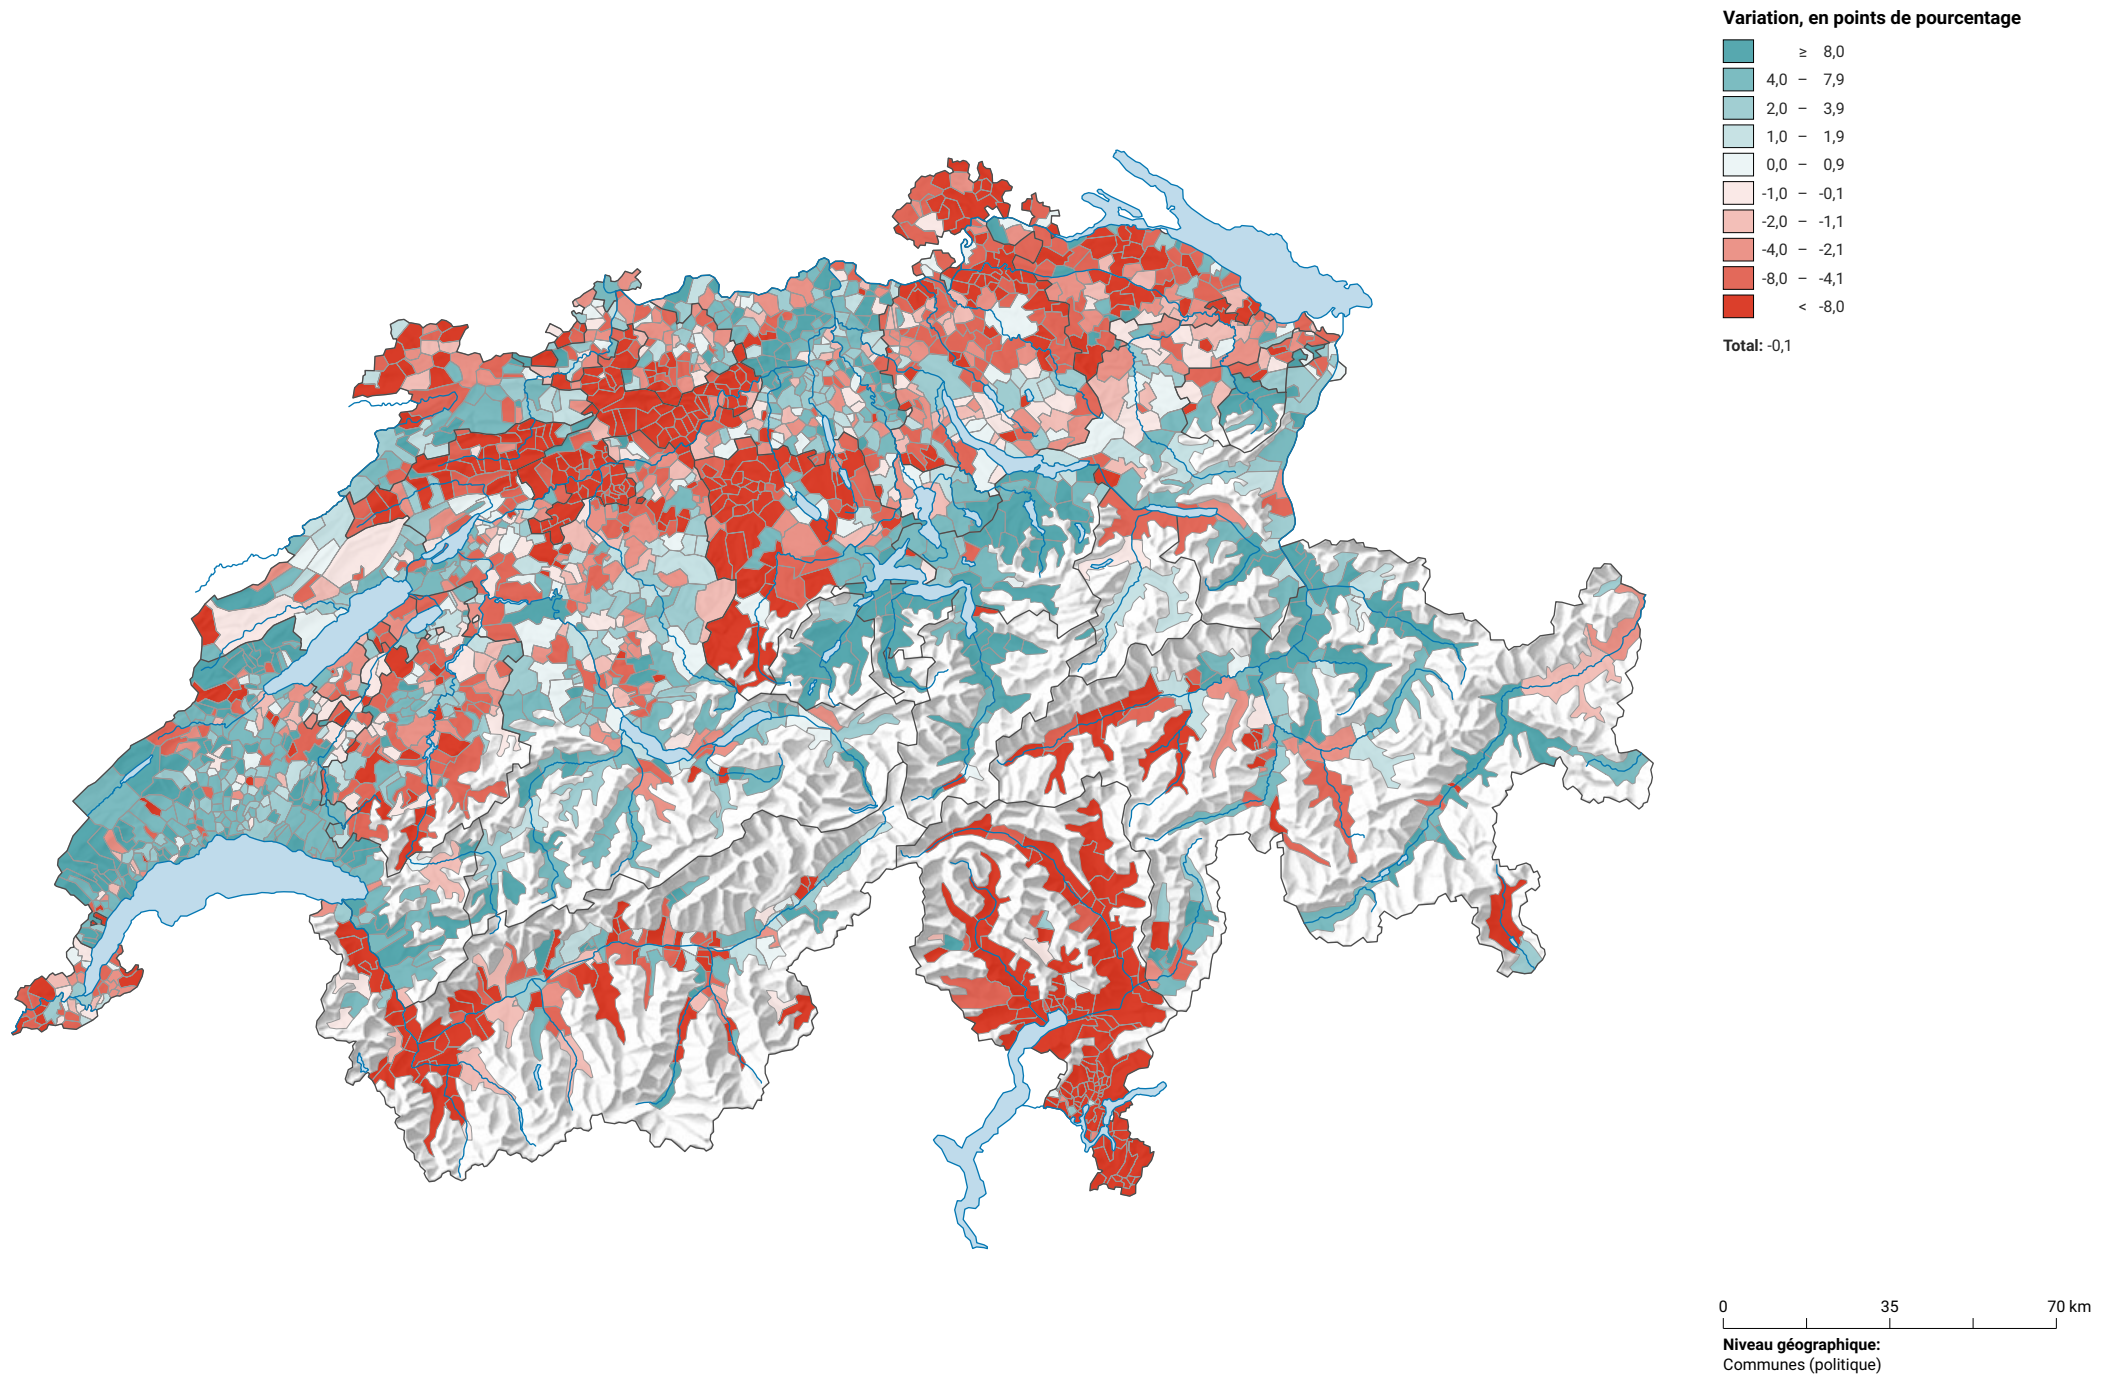 Variation, en points de pourcentage
≥ 8,0
4,0 – 7,9
2,0 – 3,9
1,0 – 1,9
0,0 – 0,9
-1,0 – -0,1
-2,0 – -1,1
-4,0 – -2,1
-8,0 – -4,1
< -8,0
Total: -0,1
0 35 70 km
Niveau géographique:
Communes (politique)